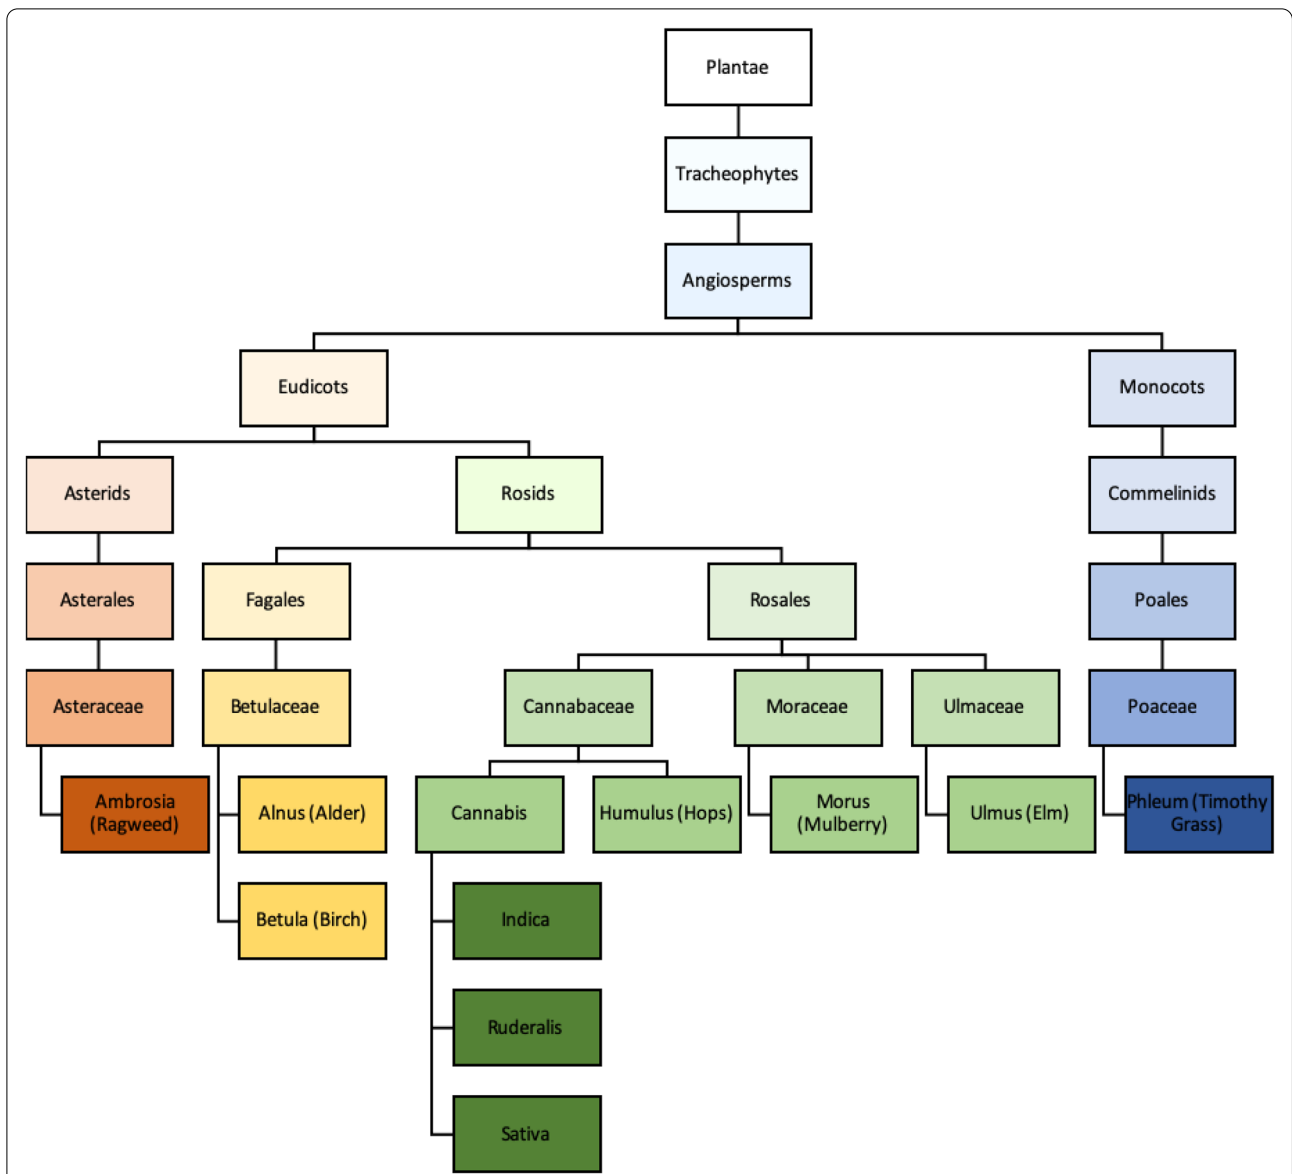 Plantae
Tracheophytes
Angiosperms
Eudicots
Monocots
Asterids
Rosids
Commelinids
Asterales
Fagales
Rosales
Poales
Asteraceae
Betulaceae
Cannabaceae
Moraceae
Ulmaceae
Poaceae
Ambrosia
(Ragweed)
Alnus (Alder)
Cannabis
Humulus (Hops)
Morus
(Mulberry)
Ulmus (Elm)
Phleum (Timothy
Grass)
Betula (Birch)
Indica
Ruderalis
Sativa